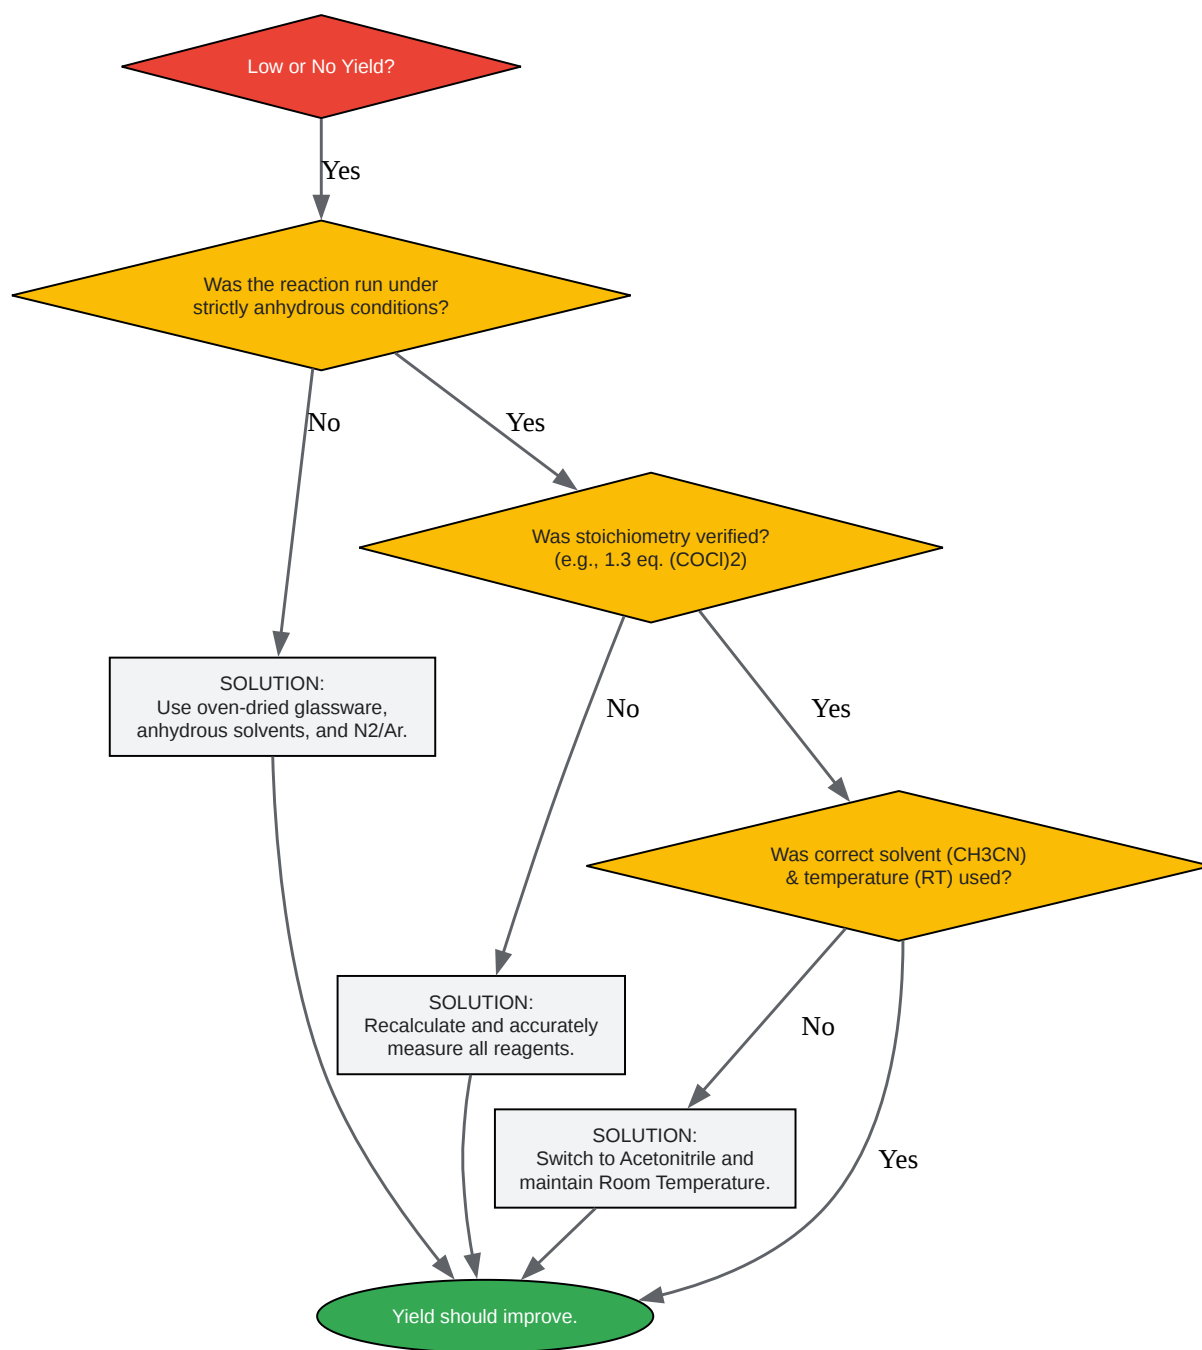 Low or No Yield?
Yes
Was the reaction run under
strictly anhydrous conditions?
No
Yes
Was stoichiometry verified?
(e.g., 1.3 eq. (COCl)2)
SOLUTION:
Use oven-dried glassware,
anhydrous solvents, and N2/Ar.
No
Yes
Was correct solvent (CH3CN)
& temperature (RT) used?
SOLUTION:
Recalculate and accurately
measure all reagents.
No
SOLUTION:
Switch to Acetonitrile and
maintain Room Temperature.
Yes
Yield should improve.